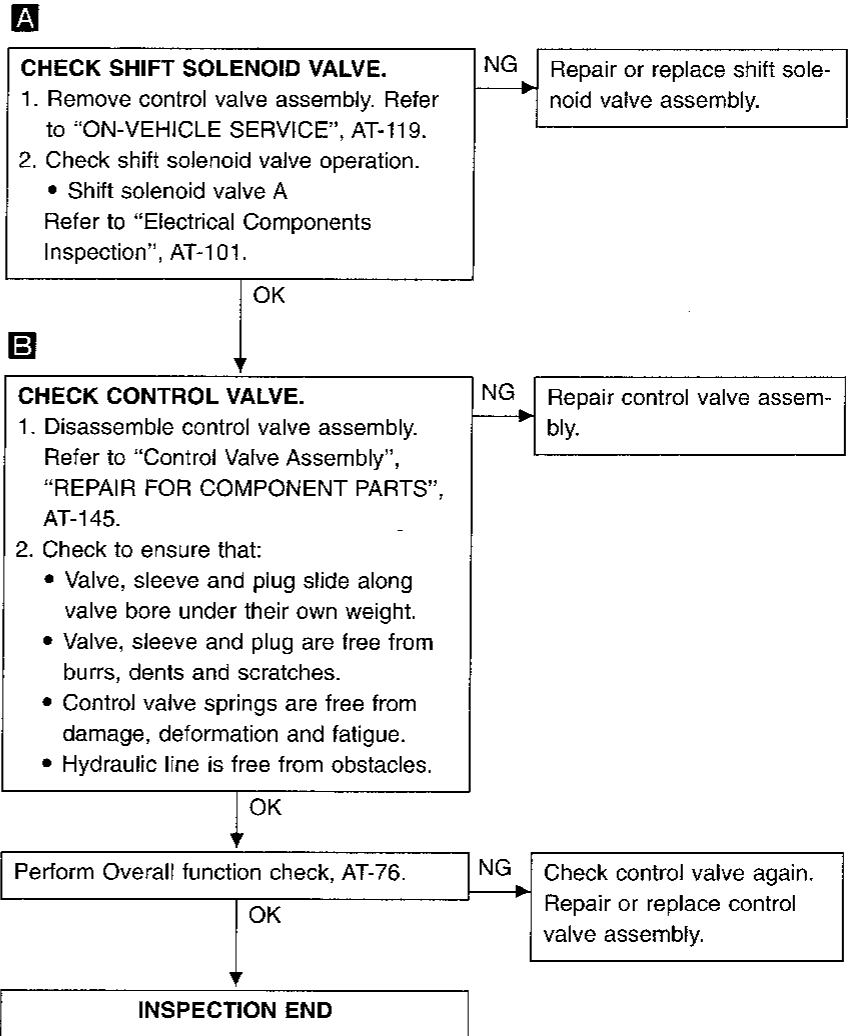 A
CHECK SHIFT SOLENOID VALVE.
1. Remove control valve assembly. Refer
to "ON-VEHICLE SERVICE", AT-119.
2. Check shift solenoid valve operation.
• Shift solenoid valve A
Refer to "Electrical Components
Inspection", AT-101.
NG
Repair or replace shift sole-
noid valve assembly.
OK
B
CHECK CONTROL VALVE.
1. Disassemble control valve assembly.
Refer to "Control Valve Assembly",
"REPAIR FOR COMPONENT PARTS",
AT-145.
2. Check to ensure that:
• Valve, sleeve and plug slide along
valve bore under their own weight.
• Valve, sleeve and plug are free from
burrs, dents and scratches.
• Control valve springs are free from
damage, deformation and fatigue.
• Hydraulic line is free from obstacles.
NG
Repair control valve assem-
bly.
OK
Perform Overall function check, AT-76.
NG
Check control valve again.
Repair or replace control
valve assembly.
OK
INSPECTION END